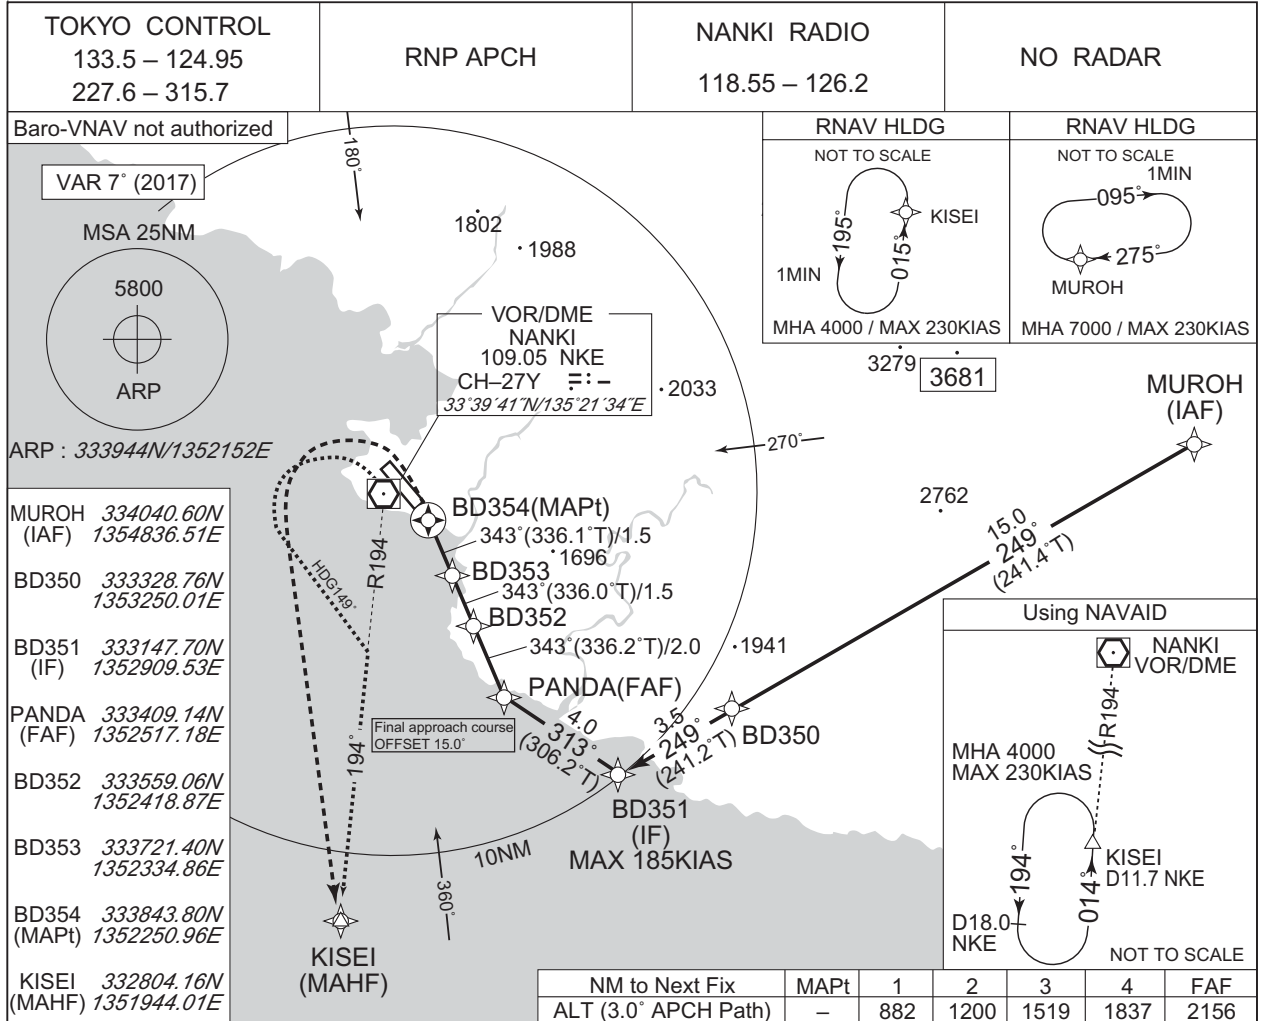 TOKYO CONTROL
133.5 – 124.95
227.6 – 315.7
RNP APCH
NANKI RADIO
118.55 – 126.2
NO RADAR
Baro-VNAV not authorized
VAR 7° (2017)
MSA 25NM
5800
ARP
ARP : 333944N/1352152E
180°
1802
1988
VOR/DME
NANKI
109.05 NKE
CH–27Y
33°39´41˝N/135°21´34˝E
2033
RNAV HLDG
NOT TO SCALE
195°
015°
KISEI
1MIN
MHA 4000 / MAX 230KIAS
RNAV HLDG
NOT TO SCALE
1MIN
095°
275°
MUROH
MHA 7000 / MAX 230KIAS
3279
3681
MUROH
(IAF)
270°
2762
15.0
249°
(241.4°T)
BD354(MAPt)
343°(336.1°T)/1.5
1696
BD353
343°(336.0°T)/1.5
BD352
343°(336.2°T)/2.0
1941
PANDA(FAF)
4.0
313°
(306.2°T)
3.5
249°
(241.2°T)
BD350
BD351
(IF)
MAX 185KIAS
Final approach course
OFFSET 15.0°
HDG149°
R194
194°
10NM
360°
KISEI
(MAHF)
MUROH 334040.60N
(IAF) 1354836.51E
BD350 333328.76N
1353250.01E
BD351 333147.70N
(IF) 1352909.53E
PANDA 333409.14N
(FAF) 1352517.18E
BD352 333559.06N
1352418.87E
BD353 333721.40N
1352334.86E
BD354 333843.80N
(MAPt) 1352250.96E
KISEI 332804.16N
(MAHF) 1351944.01E
Using NAVAID
NANKI
VOR/DME
R194
MHA 4000
MAX 230KIAS
194°
014°
KISEI
D11.7 NKE
D18.0
NKE
NOT TO SCALE
NM to Next Fix MAPt 1 2 3 4 FAF
ALT (3.0° APCH Path) – 882 1200 1519 1837 2156